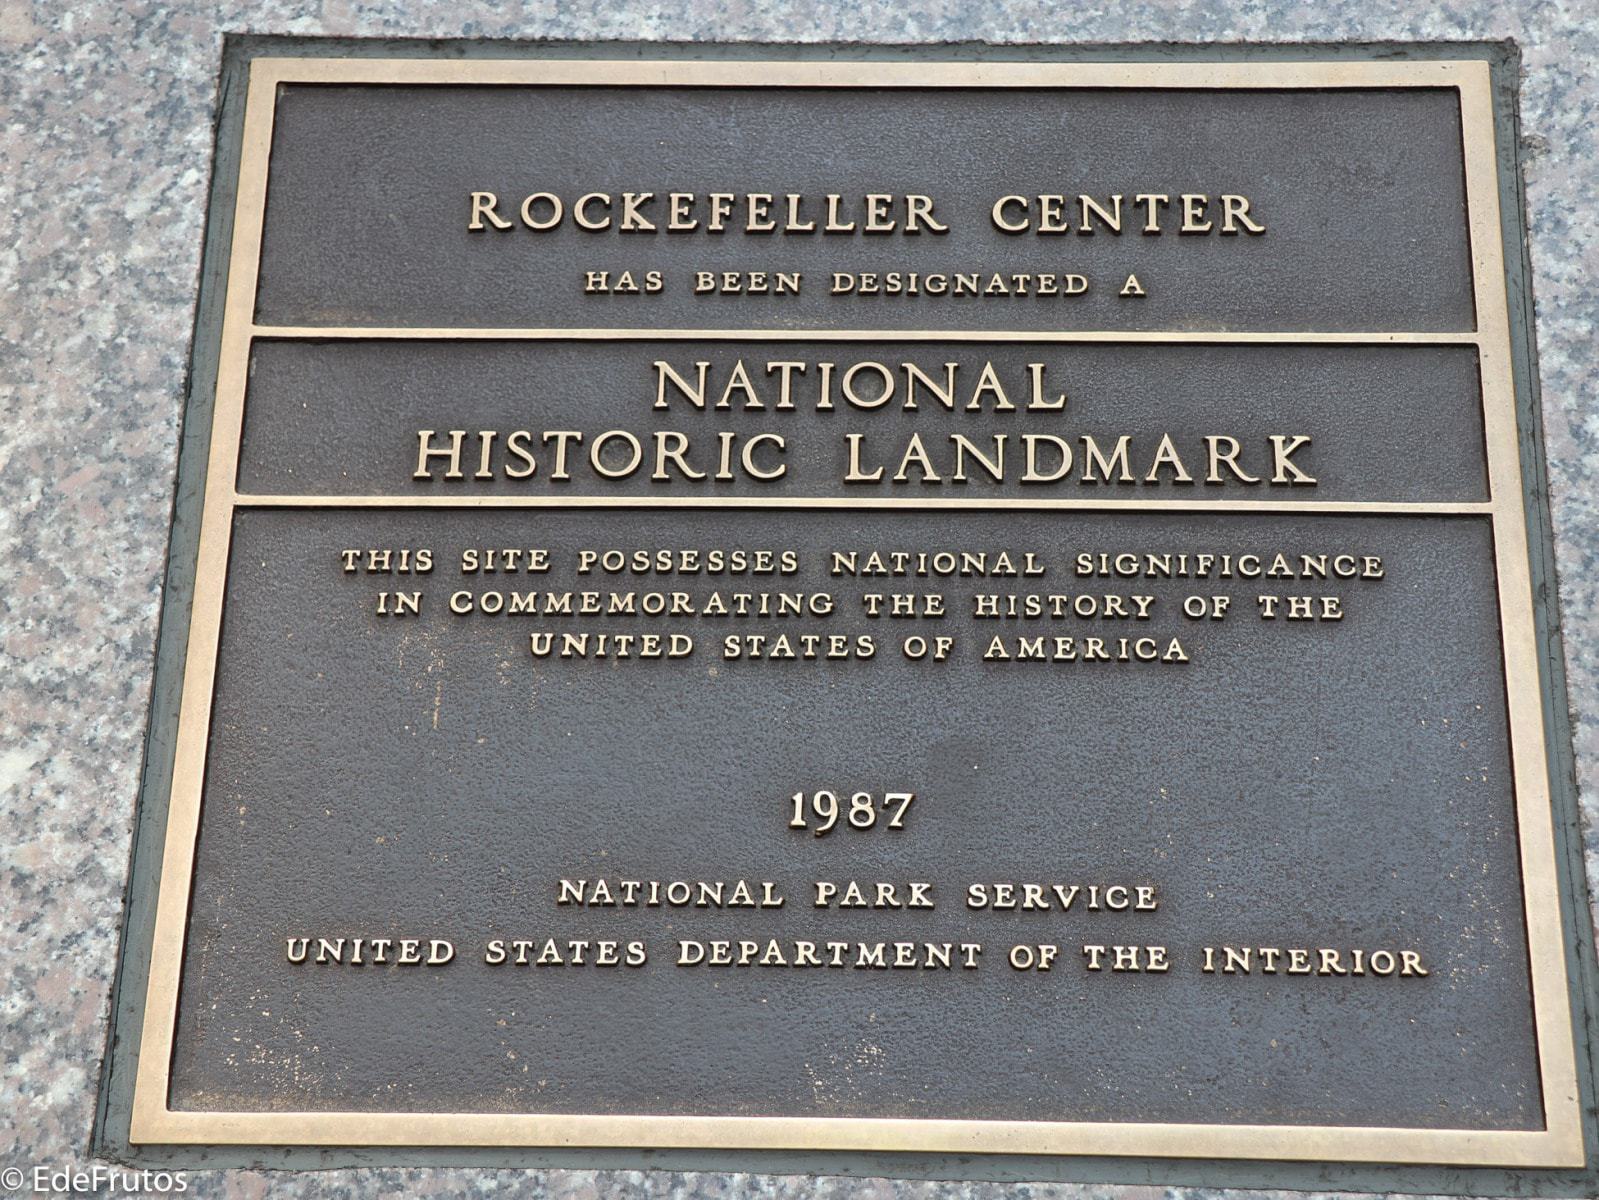 ROCKEFELLER CENTER
HAS BEEN DESIGNATED A
NATIONAL
HISTORIC LANDMARK
THIS SITE POSSESSES NATIONAL SIGNIFICANCE
IN COMMEMORATING THE HISTORY OF THE
UNITED STATES OF AMERICA
1987
NATIONAL PARK SERVICE
UNITED STATES DEPARTMENT OF THE INTERIOR
© EdeFrutos